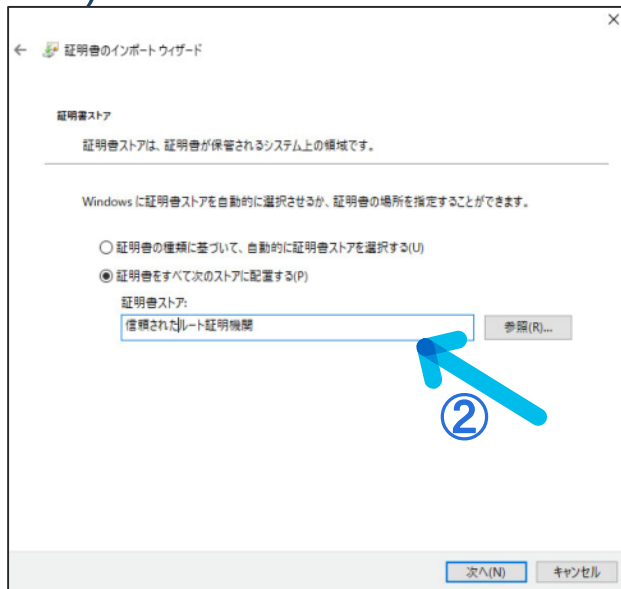 証明書のインポート ウィザード
証明書ストア
証明書ストアは、証明書が保管されるシステム上の領域です。
Windows に証明書ストアを自動的に選択させるか、証明書の場所を指定することができます。
証明書の種類に基づいて、自動的に証明書ストアを選択する(U)
証明書をすべて次のストアに配置する(P)
証明書ストア:
信頼されたルート証明機関
参照(R)...
②
次へ(N)
キャンセル